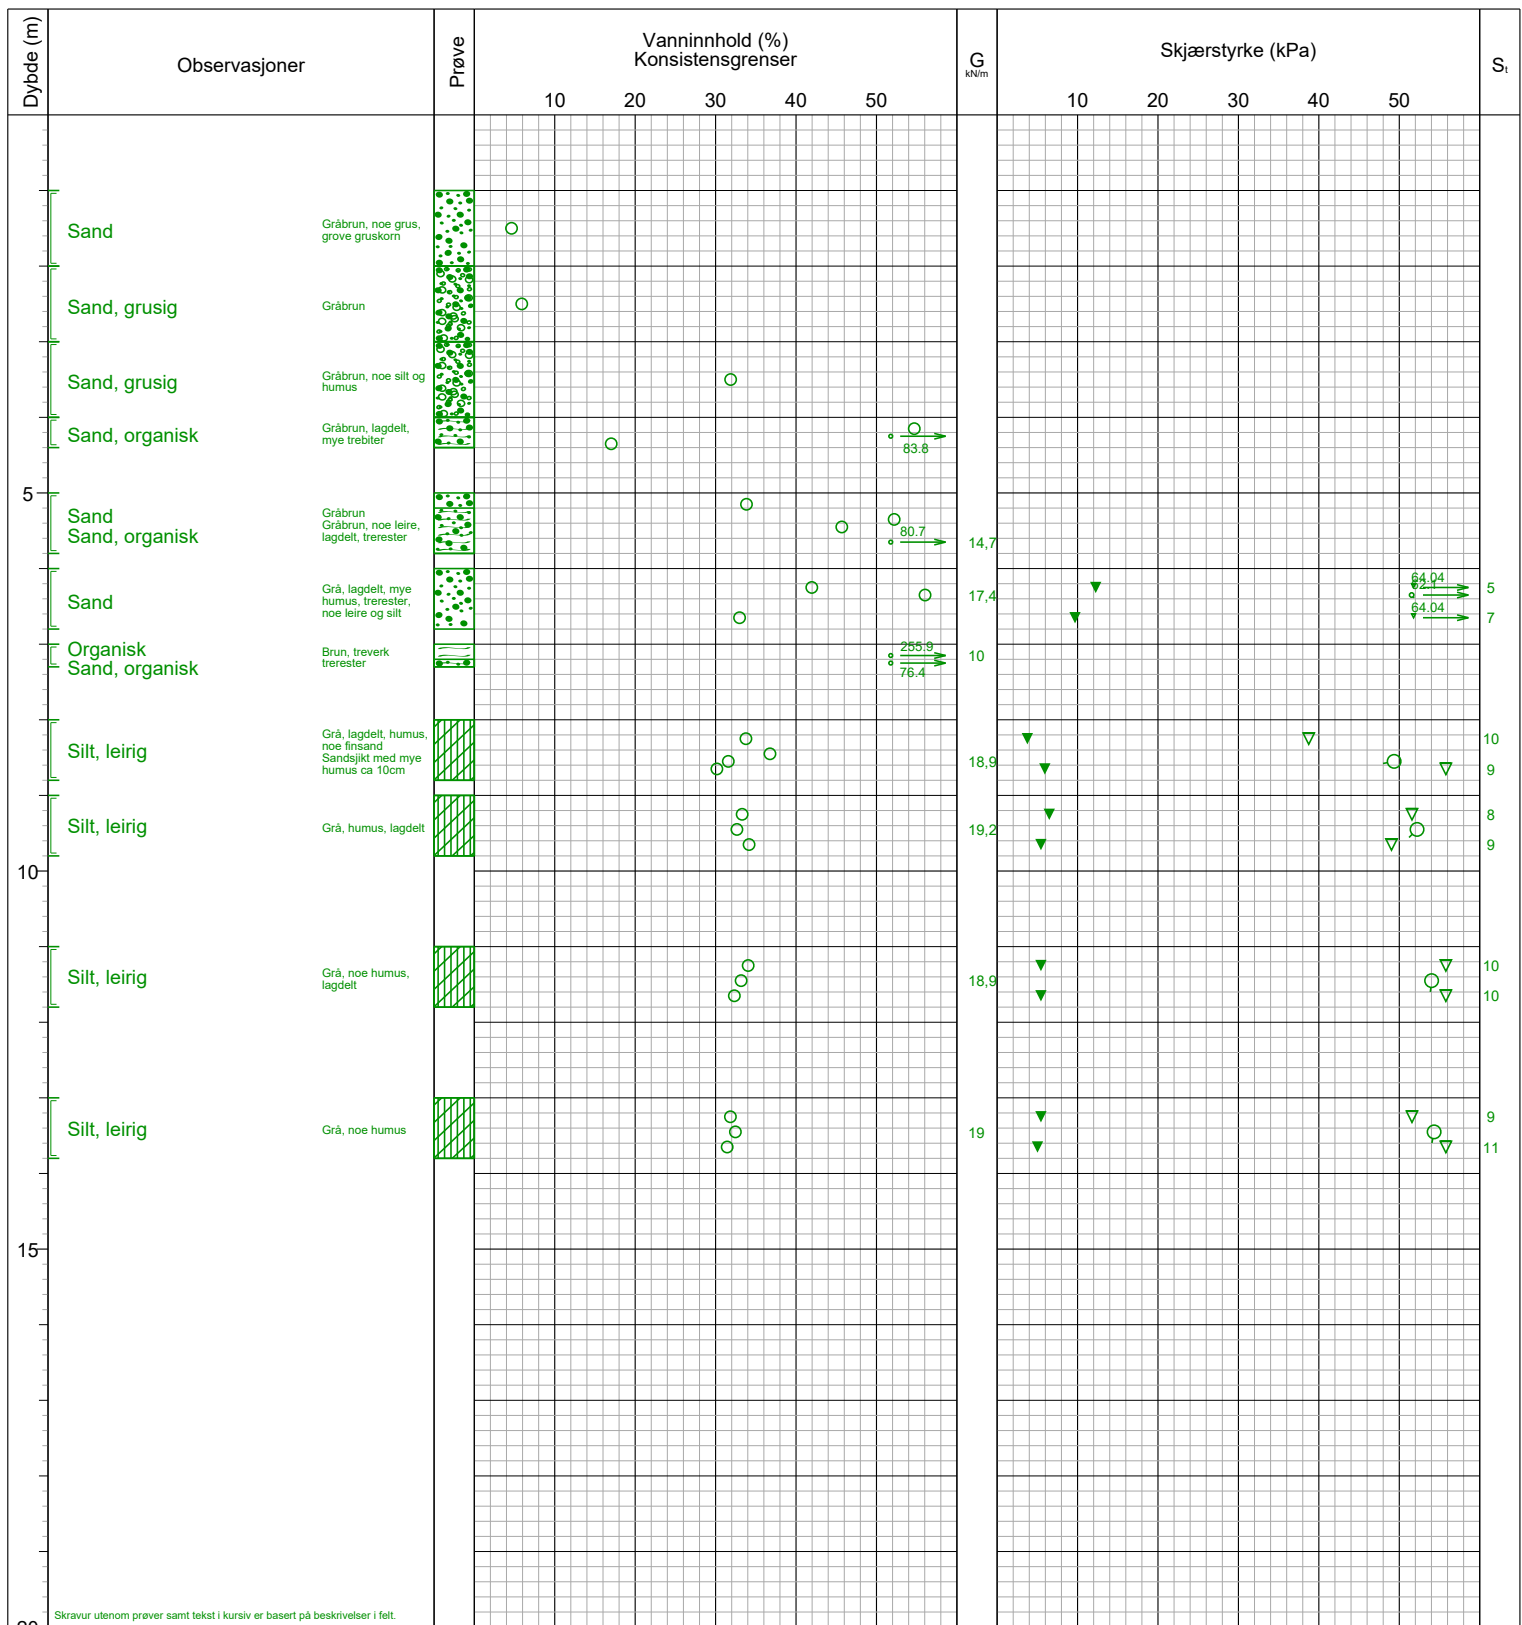 Dybde (m)
Observasjoner
Prøve
Vanninnhold (%)
Konsistensgrenser
10 20 30 40 50
G
kN/m
Skjærstyrke (kPa)
10 20 30 40 50
St
Sand
Gråbrun, noe grus,
grove gruskorn
Sand, grusig
Gråbrun
Sand, grusig
Gråbrun, noe silt og
humus
Sand, organisk
Gråbrun, lagdelt,
mye trebiter
83.8
5
Sand
Sand, organisk
Gråbrun
Gråbrun, noe leire,
lagdelt, trerester
80.7
14,7
Sand
Grå, lagdelt, mye
humus, trerester,
noe leire og silt
17,4
64.04
62.1
5
64.04
7
Organisk
Sand, organisk
Brun, treverk
trerester
255.9
76.4
10
Silt, leirig
Grå, lagdelt, humus,
noe finsand
Sandsjikt med mye
humus ca 10cm
18,9
10
9
Silt, leirig
Grå, humus, lagdelt
19,2
8
9
10
Silt, leirig
Grå, noe humus,
lagdelt
18,9
10
10
Silt, leirig
Grå, noe humus
19
9
11
15
Skravur utenom prøver samt tekst i kursiv er basert på beskrivelser i felt.